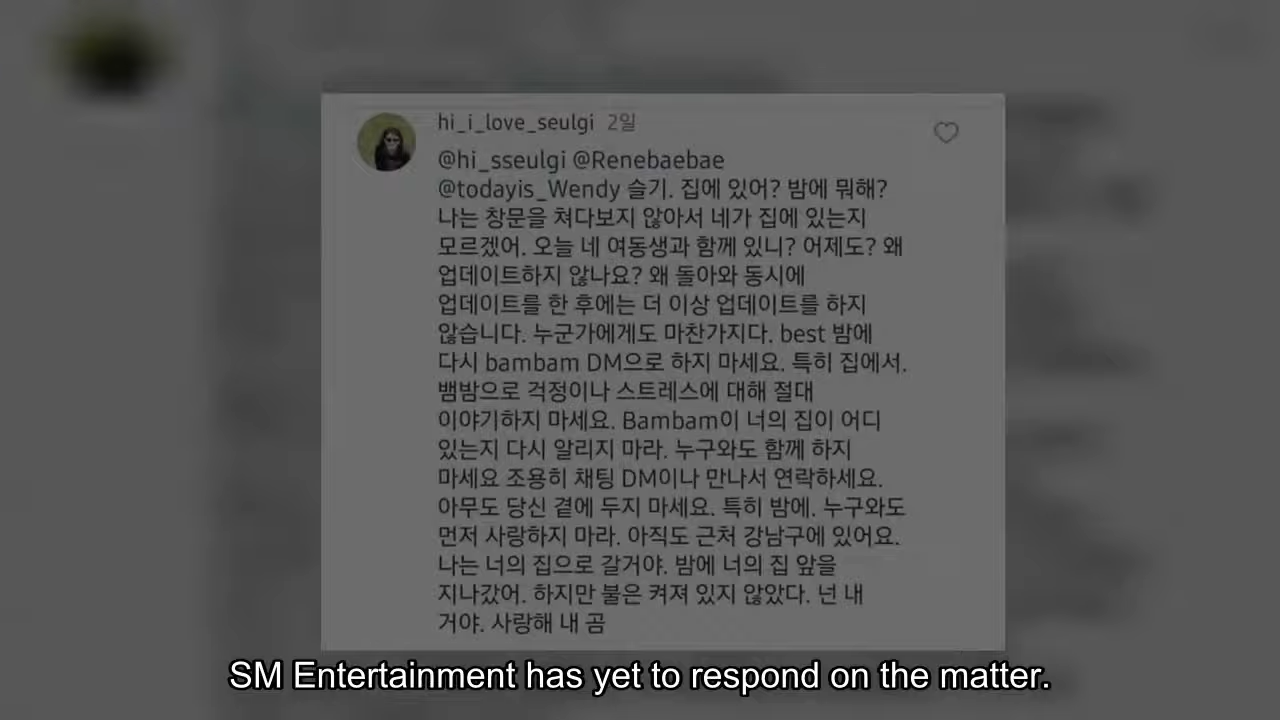 hi_i_love_seulgi 2일
@hi_sseulgi @Renebaebae
@todayis_Wendy 슬기. 집에 있어? 밤에 뭐해?
나는 창문을 쳐다보지 않아서 네가 집에 있는지
모르겠어. 오늘 네 여동생과 함께 있니? 어제도? 왜
업데이트하지 않나요? 왜 돌아와 동시에
업데이트를 한 후에는 더 이상 업데이트를 하지
않습니다. 누군가에게도 마찬가지다. best 밤에
다시 bambam DM으로 하지 마세요. 특히 집에서.
뱀밤으로 걱정이나 스트레스에 대해 절대
이야기하지 마세요. Bambam이 너의 집이 어디
있는지 다시 알리지 마라. 누구와도 함께 하지
마세요 조용히 채팅 DM이나 만나서 연락하세요.
아무도 당신 곁에 두지 마세요. 특히 밤에. 누구와도
먼저 사랑하지 마라. 아직도 근처 강남구에 있어요.
나는 너의 집으로 갈거야. 밤에 너의 집 앞을
지나갔어. 하지만 불은 켜져 있지 않았다. 넌 내
거야. 사랑해 내 곰
SM Entertainment has yet to respond on the matter.